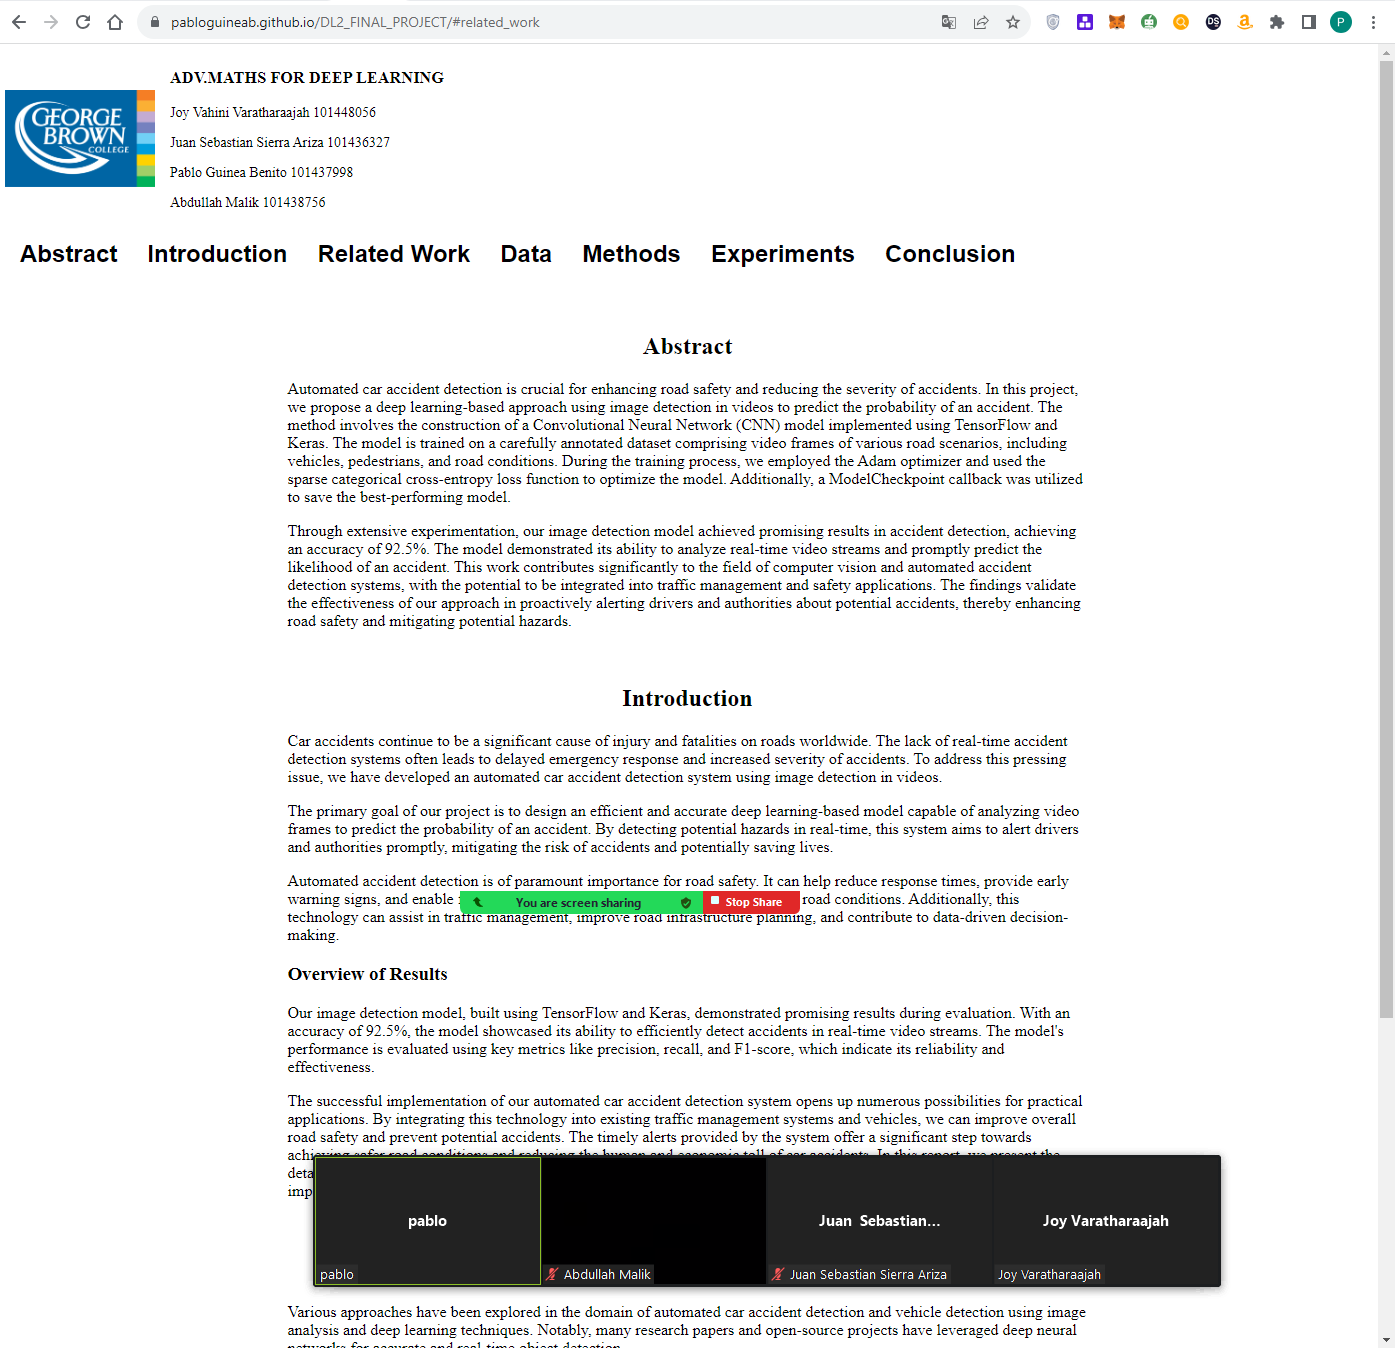 pabloguineab.github.io/DL2_FINAL_PROJECT/#related_work
P
ADV.MATHS FOR DEEP LEARNING
GEORGE
BROWN
COLLEGE
Joy Vahini Varatharaajah 101448056
Juan Sebastian Sierra Ariza 101436327
Pablo Guinea Benito 101437998
Abdullah Malik 101438756
Abstract Introduction Related Work Data Methods Experiments Conclusion
Abstract
Automated car accident detection is crucial for enhancing road safety and reducing the severity of accidents. In this project,
we propose a deep learning-based approach using image detection in videos to predict the probability of an accident. The
method involves the construction of a Convolutional Neural Network (CNN) model implemented using TensorFlow and
Keras. The model is trained on a carefully annotated dataset comprising video frames of various road scenarios, including
vehicles, pedestrians, and road conditions. During the training process, we employed the Adam optimizer and used the
sparse categorical cross-entropy loss function to optimize the model. Additionally, a ModelCheckpoint callback was utilized
to save the best-performing model.
Through extensive experimentation, our image detection model achieved promising results in accident detection, achieving
an accuracy of 92.5%. The model demonstrated its ability to analyze real-time video streams and promptly predict the
likelihood of an accident. This work contributes significantly to the field of computer vision and automated accident
detection systems, with the potential to be integrated into traffic management and safety applications. The findings validate
the effectiveness of our approach in proactively alerting drivers and authorities about potential accidents, thereby enhancing
road safety and mitigating potential hazards.
Introduction
Car accidents continue to be a significant cause of injury and fatalities on roads worldwide. The lack of real-time accident
detection systems often leads to delayed emergency response and increased severity of accidents. To address this pressing
issue, we have developed an automated car accident detection system using image detection in videos.
The primary goal of our project is to design an efficient and accurate deep learning-based model capable of analyzing video
frames to predict the probability of an accident. By detecting potential hazards in real-time, this system aims to alert drivers
and authorities promptly, mitigating the risk of accidents and potentially saving lives.
Automated accident detection is of paramount importance for road safety. It can help reduce response times, provide early
warning signs, and enable You are screen sharing Stop Share road conditions. Additionally, this
technology can assist in traffic management, improve road infrastructure planning, and contribute to data-driven decision-
making.
Overview of Results
Our image detection model, built using TensorFlow and Keras, demonstrated promising results during evaluation. With an
accuracy of 92.5%, the model showcased its ability to efficiently detect accidents in real-time video streams. The model's
performance is evaluated using key metrics like precision, recall, and F1-score, which indicate its reliability and
effectiveness.
The successful implementation of our automated car accident detection system opens up numerous possibilities for practical
applications. By integrating this technology into existing traffic management systems and vehicles, we can improve overall
road safety and prevent potential accidents. The timely alerts provided by the system offer a significant step towards
achieving safer road conditions and reducing the human and economic toll of car accidents. In this report, we present the
deta
imp
pablo Juan Sebastian... Joy Varatharaajah
pablo Abdullah Malik Juan Sebastian Sierra Ariza Joy Varatharaajah
Various approaches have been explored in the domain of automated car accident detection and vehicle detection using image
analysis and deep learning techniques. Notably, many research papers and open-source projects have leveraged deep neural
networks for accurate and real-time object detection.